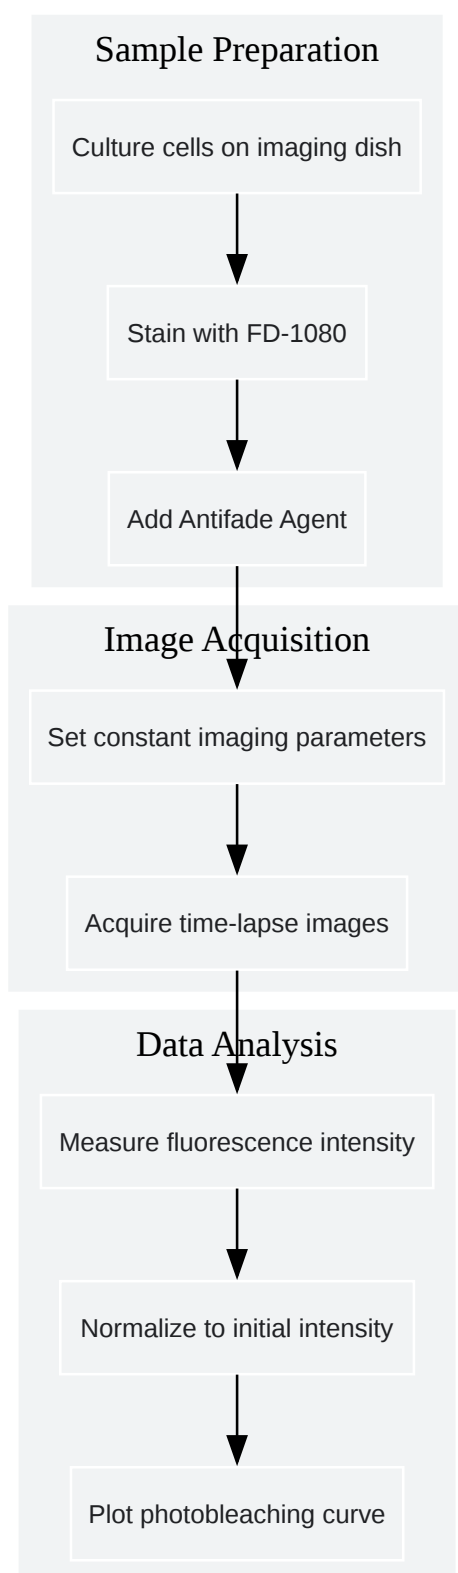 Sample Preparation
Culture cells on imaging dish
Stain with FD-1080
Add Antifade Agent
Image Acquisition
Set constant imaging parameters
Acquire time-lapse images
Data Analysis
Measure fluorescence intensity
Normalize to initial intensity
Plot photobleaching curve